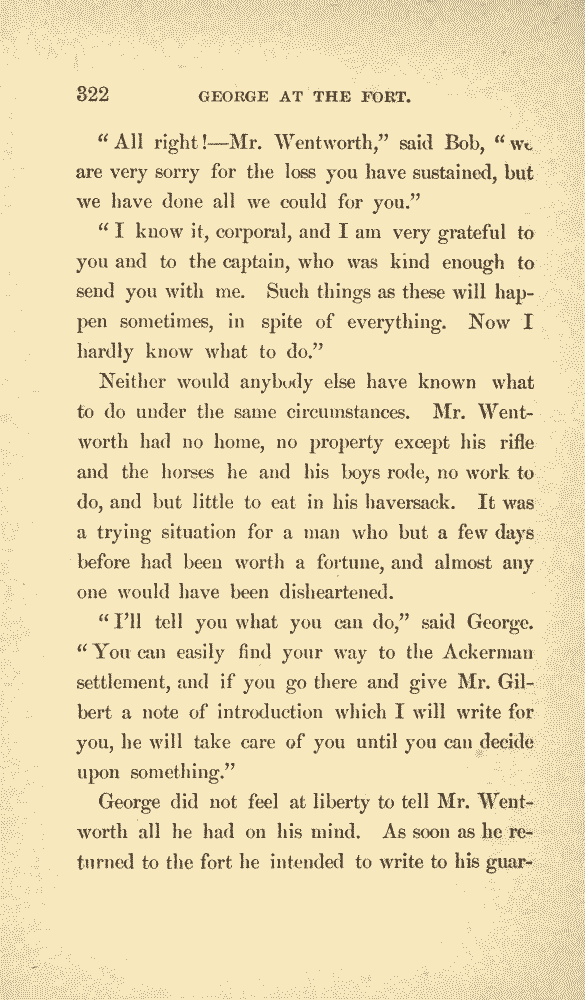 322 GEORGE AT THE FORT.
“ All right!—Mr. Wentworth,” said Bob, “ we
are very sorry for the loss you have sustained, but
we have done all we could for you.”
“ I know it, corporal, and I am very grateful to
you and to the captain, who was kind enough to
send you with me. Such things as these will hap-
pen sometimes, in spite of everything. Now I
hardly know what to do.”
Neither would anybody else have known what
to do under the same circumstances. Mr. Went-
worth had no home, no property except his rifle
and the horses he and his boys rode, no work to
do, and but little to eat in his haversack. It was
a trying situation for a man who but a few days
before had been worth a fortune, and almost any
one would have been disheartened.
“ I’ll tell you what you can do,” said George.
“ You can easily find your way to the Ackerman
settlement, and if you go there and give Mr. Gil-
bert a note of introduction which I will write for
you, he will take care of you until you can decide
upon something.”
George did not feel at liberty to tell Mr. Went-
worth all he had on his mind. As soon as he re-
turned to the fort he intended to write to his guar-